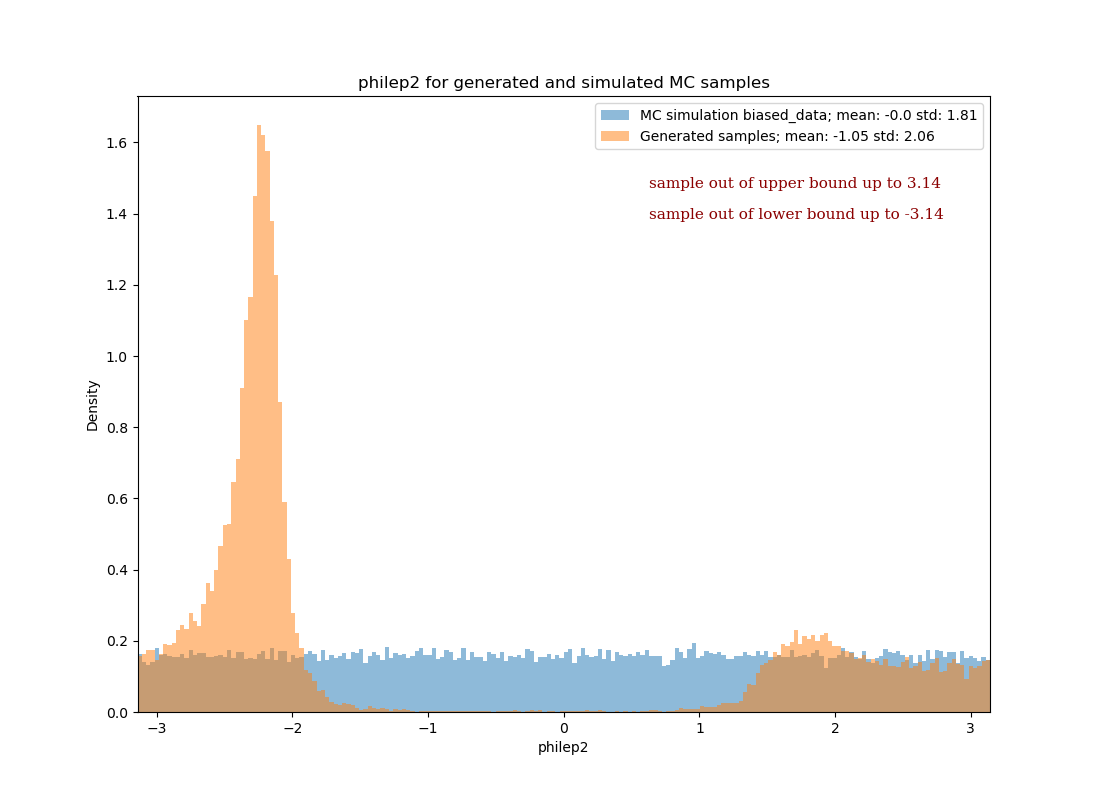 philep2 for generated and simulated MC samples
MC simulation biased_data; mean: -0.0 std: 1.81
Generated samples; mean: -1.05 std: 2.06
sample out of upper bound up to 3.14
sample out of lower bound up to -3.14
Density
1.6
1.4
1.2
1.0
0.8
0.6
0.4
0.2
0.0
−3 −2 −1 0 1 2 3
philep2